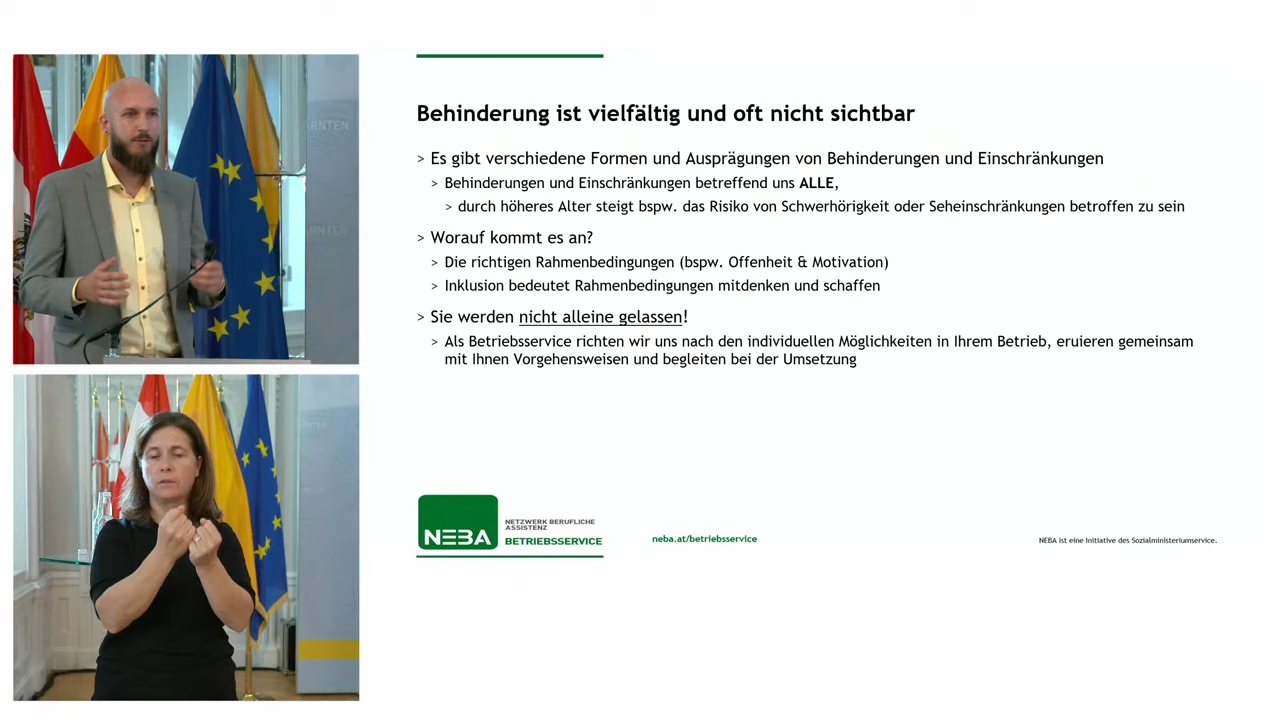 RNTEN
RNTEN
Behinderung ist vielfältig und oft nicht sichtbar
> Es gibt verschiedene Formen und Ausprägungen von Behinderungen und Einschränkungen
> Behinderungen und Einschränkungen betreffend uns ALLE,
> durch höheres Alter steigt bspw. das Risiko von Schwerhörigkeit oder Seheinschränkungen betroffen zu sein
> Worauf kommt es an?
> Die richtigen Rahmenbedingungen (bspw. Offenheit & Motivation)
> Inklusion bedeutet Rahmenbedingungen mitdenken und schaffen
> Sie werden nicht alleine gelassen!
> Als Betriebsservice richten wir uns nach den individuellen Möglichkeiten in Ihrem Betrieb, eruieren gemeinsam
mit Ihnen Vorgehensweisen und begleiten bei der Umsetzung
NEBA
NETZWERK BERUFLICHE
ASSISTENZ
BETRIEBSSERVICE
neba.at/betriebsservice
NEBA ist eine Initiative des Sozialministeriumservice.